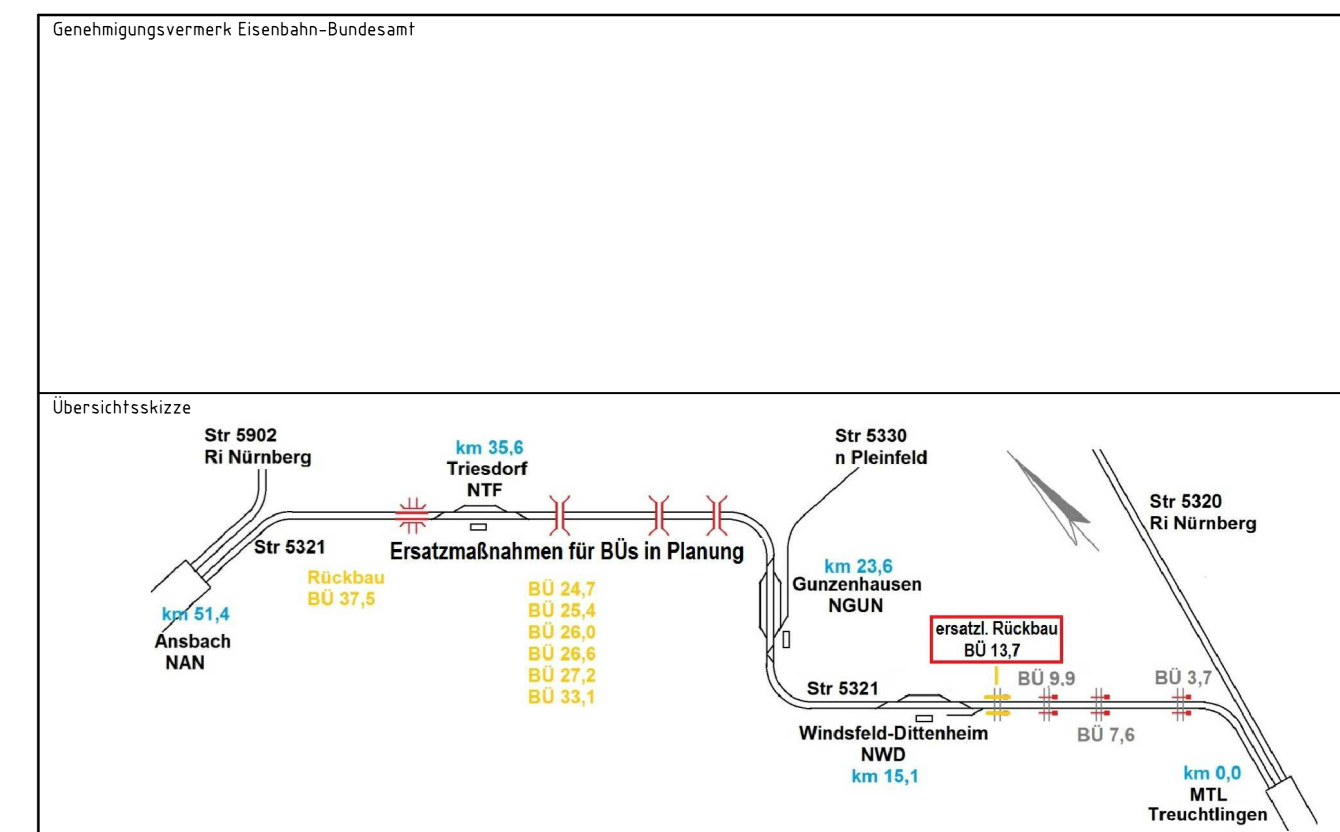 Genehmigungsvermerk Eisenbahn-Bundesamt
Übersichtsskizze
Str 5902
Ri Nürnberg
km 35,6
Triesdorf
NTF
Str 5330
n Pleinfeld
Str 5320
Ri Nürnberg
Str 5321
Ersatzmaßnahmen für BÜs in Planung
Rückbau
BÜ 37,5
BÜ 24,7
BÜ 25,4
BÜ 26,0
BÜ 26,6
BÜ 27,2
BÜ 33,1
km 51,4
Ansbach
NAN
km 23,6
Gunzenhausen
NGUN
ersatzl. Rückbau
BÜ 13,7
Str 5321
BÜ 9,9
BÜ 3,7
BÜ 7,6
Windsfeld-Dittenheim
NWD
km 15,1
km 0,0
MTL
Treuchtlingen